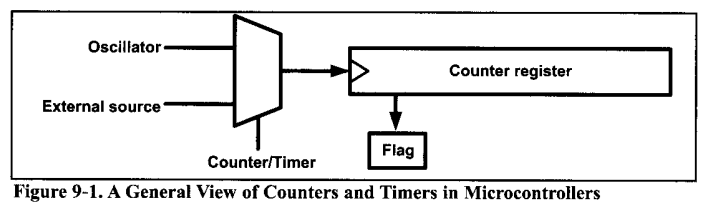 Oscillator
Counter register
External source
Flag
Counter/Timer
Figure 9-1. A General View of Counters and Timers in Microcontrollers